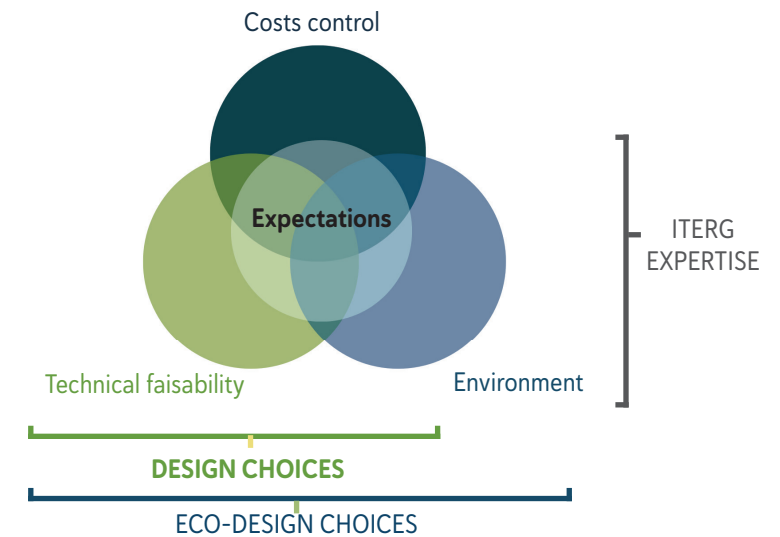 Costs control
Expectations
ITERG
EXPERTISE
Technical faisability
Environment
DESIGN CHOICES
ECO-DESIGN CHOICES